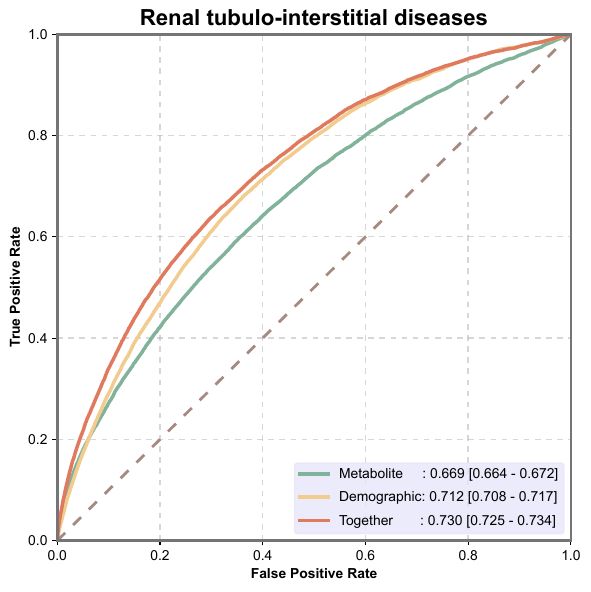 Renal tubulo-interstitial diseases
1.0
0.8
0.6
0.4
0.2
0.0
True Positive Rate
Metabolite : 0.669 [0.664 - 0.672]
Demographic: 0.712 [0.708 - 0.717]
Together : 0.730 [0.725 - 0.734]
0.0 0.2 0.4 0.6 0.8 1.0
False Positive Rate